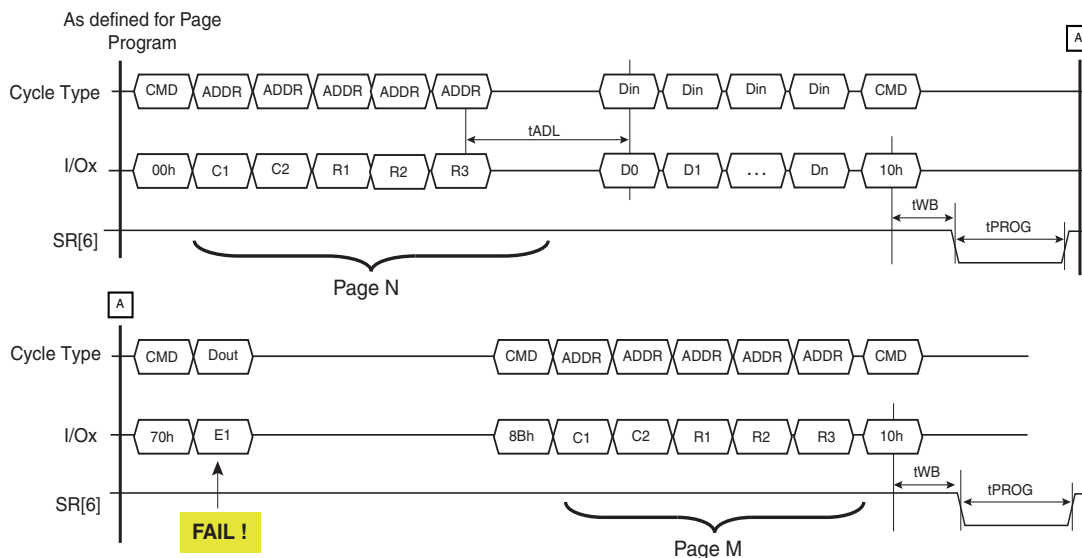 As defined for Page
Program
A
Cycle Type CMD ADDR ADDR ADDR ADDR ADDR Din Din Din Din CMD
tADL
I/Ox 00h C1 C2 R1 R2 R3 D0 D1 ... Dn 10h
tWB
tPROG
SR[6]
Page N
A
Cycle Type CMD Dout CMD ADDR ADDR ADDR ADDR ADDR CMD
I/Ox 70h E1 8Bh C1 C2 R1 R2 R3 10h
tWB
tPROG
SR[6]
FAIL !
Page M